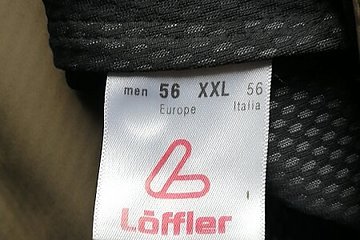 men 56 XXL 56
Europe Italia
Löffler